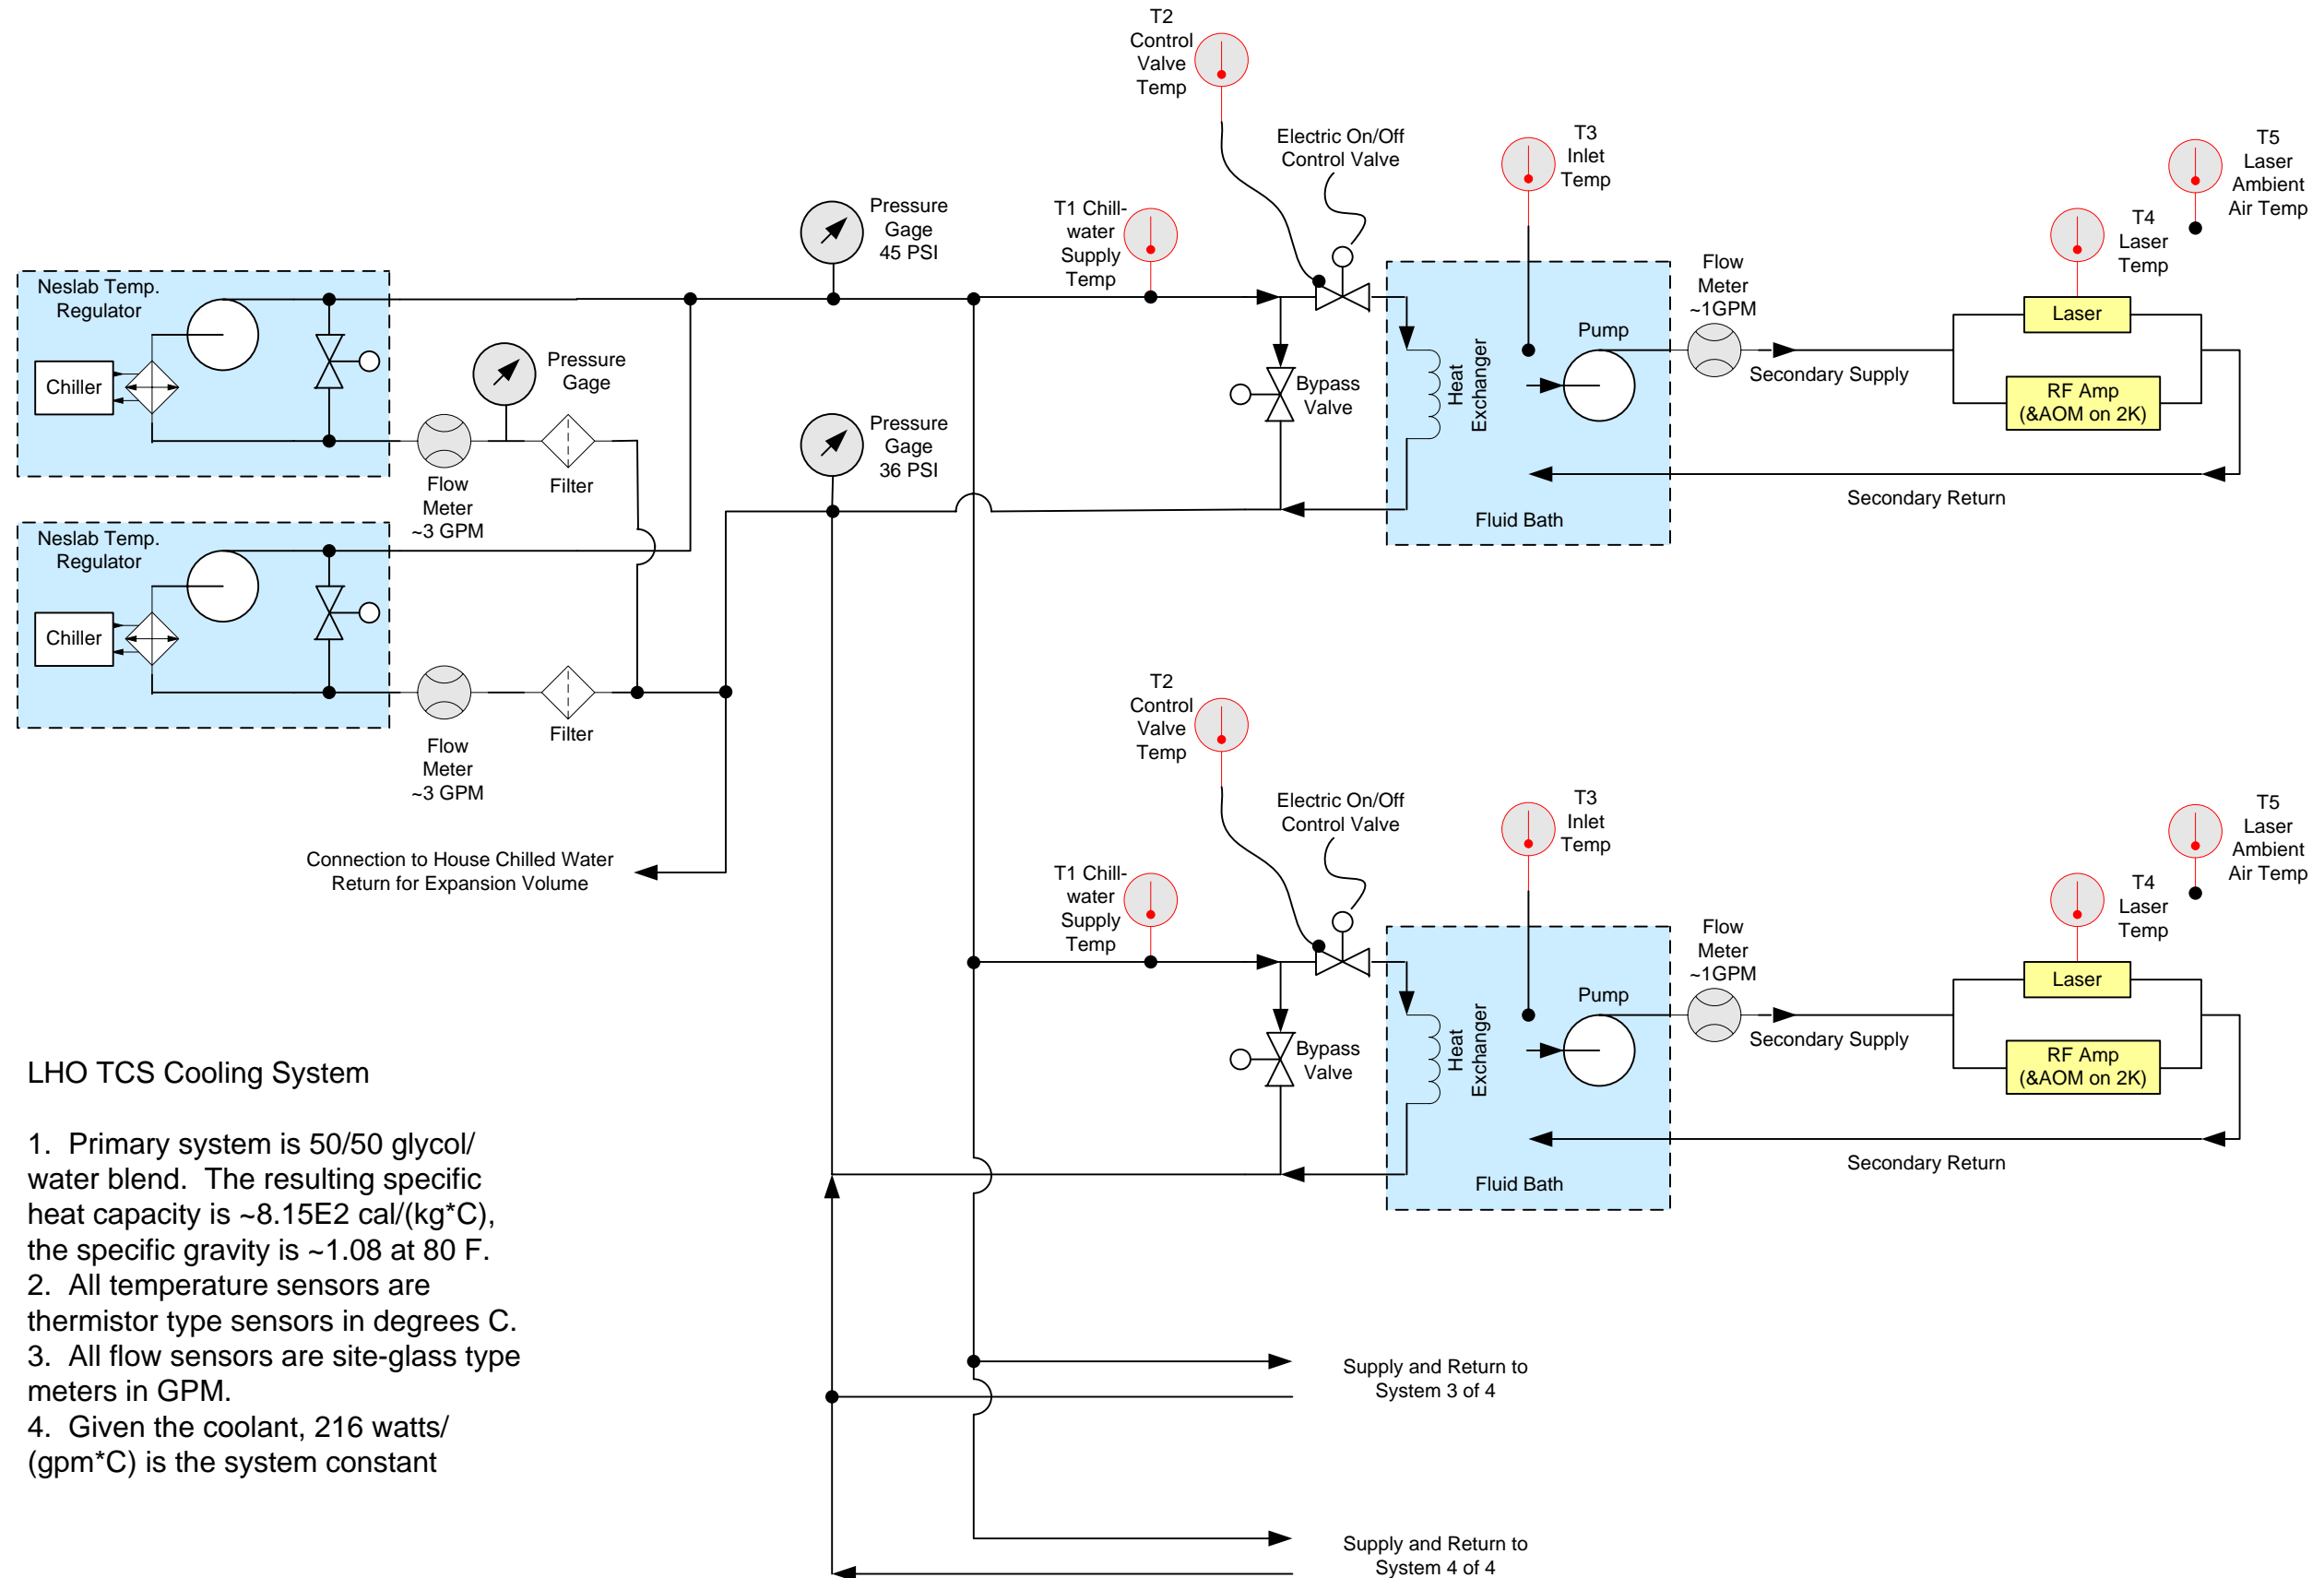 T2
Control
Valve
Temp
Electric On/Off
Control Valve
T3
Inlet
Temp
T5
Laser
Ambient
Air Temp
T4
Laser
Temp
Pressure
Gage
45 PSI
T1 Chill-
water
Supply
Temp
Neslab Temp.
Regulator
Chiller
Pressure
Gage
Flow
Meter
~3 GPM
Filter
Pressure
Gage
36 PSI
Bypass
Valve
Heat
Exchanger
Pump
Fluid Bath
Flow
Meter
~1GPM
Secondary Supply
Laser
RF Amp
(&AOM on 2K)
Secondary Return
Neslab Temp.
Regulator
Chiller
Flow
Meter
~3 GPM
Filter
Connection to House Chilled Water
Return for Expansion Volume
T2
Control
Valve
Temp
Electric On/Off
Control Valve
T3
Inlet
Temp
T5
Laser
Ambient
Air Temp
T4
Laser
Temp
T1 Chill-
water
Supply
Temp
Bypass
Valve
Heat
Exchanger
Pump
Fluid Bath
Flow
Meter
~1GPM
Secondary Supply
Laser
RF Amp
(&AOM on 2K)
Secondary Return
LHO TCS Cooling System
1. Primary system is 50/50 glycol/
water blend. The resulting specific
heat capacity is ~8.15E2 cal/(kg*C),
the specific gravity is ~1.08 at 80 F.
2. All temperature sensors are
thermistor type sensors in degrees C.
3. All flow sensors are site-glass type
meters in GPM.
4. Given the coolant, 216 watts/
(gpm*C) is the system constant
Supply and Return to
System 3 of 4
Supply and Return to
System 4 of 4